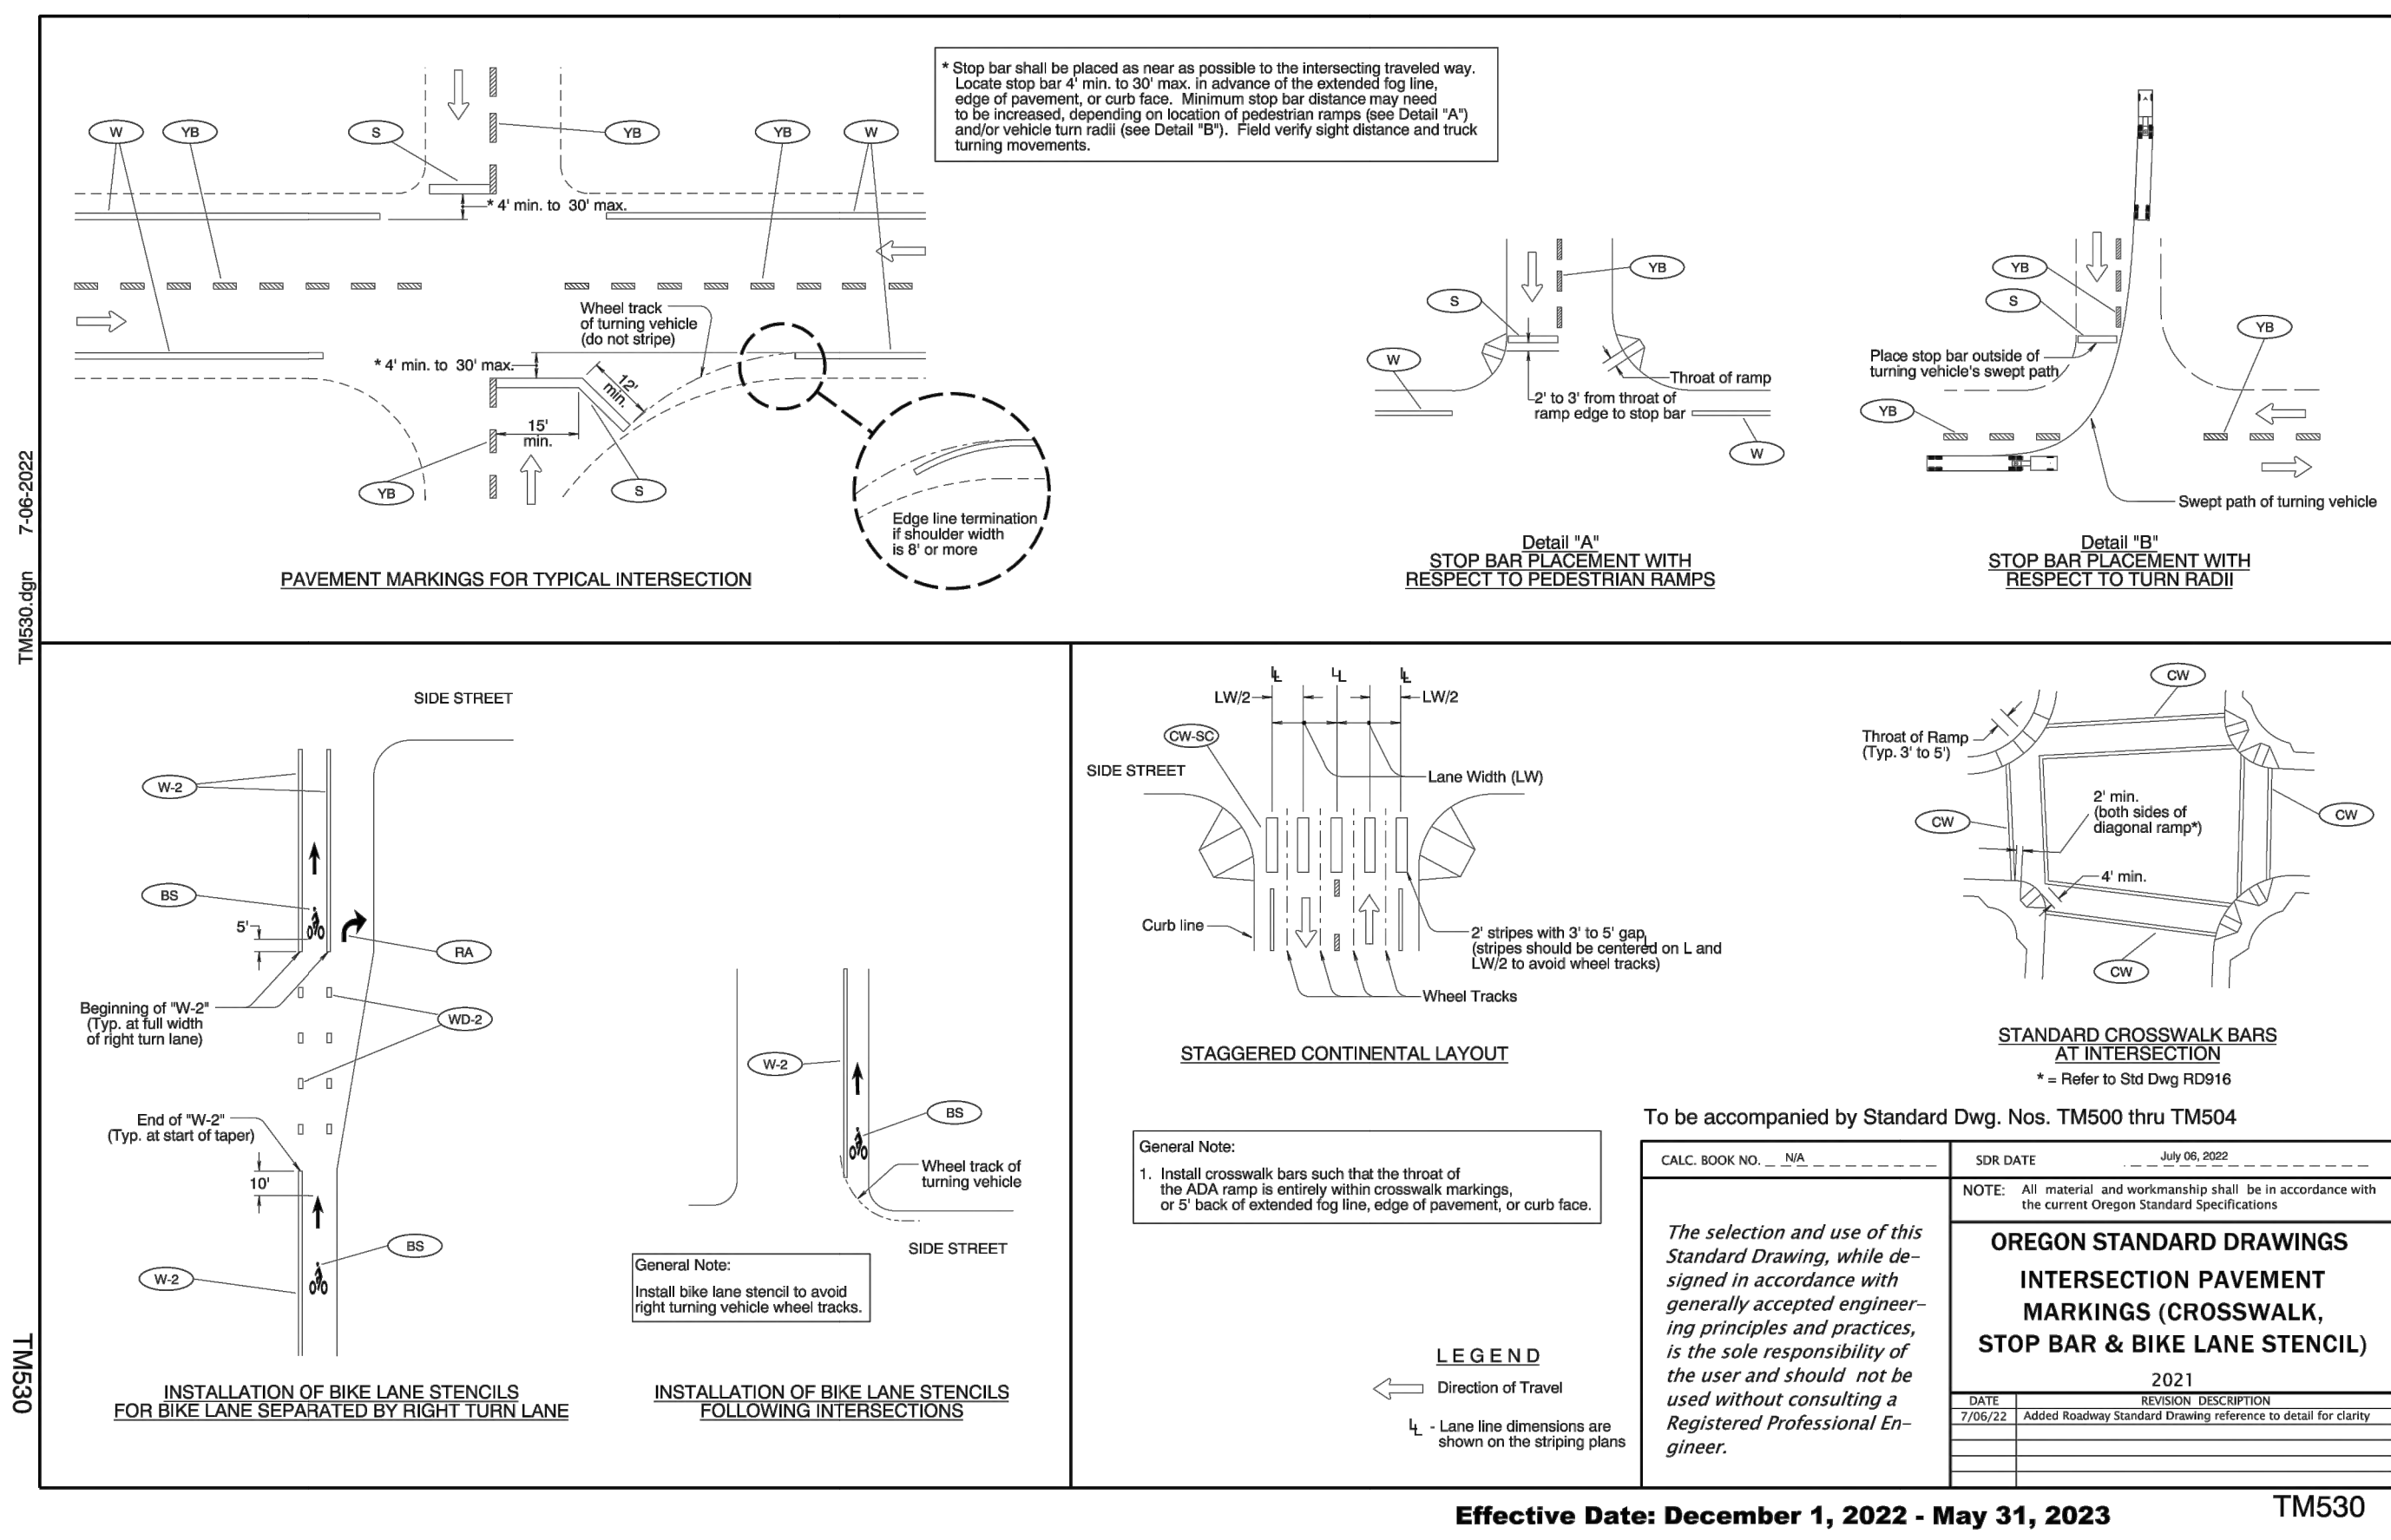 * Stop bar shall be placed as near as possible to the intersecting traveled way.
Locate stop bar 4' min. to 30' max. in advance of the extended fog line,
edge of pavement, or curb face. Minimum stop bar distance may need
to be increased, depending on location of pedestrian ramps (see Detail "A")
and/or vehicle turn radii (see Detail "B"). Field verify sight distance and truck
turning movements.
W
YB
S
YB
YB
W
* 4' min. to 30' max.
Wheel track
of turning vehicle
(do not stripe)
* 4' min. to 30' max.
12'
min.
15'
min.
YB
S
Edge line termination
if shoulder width
is 8' or more
PAVEMENT MARKINGS FOR TYPICAL INTERSECTION
YB
S
W
Throat of ramp
2' to 3' from throat of
ramp edge to stop bar
W
Detail "A"
STOP BAR PLACEMENT WITH
RESPECT TO PEDESTRIAN RAMPS
YB
S
YB
Place stop bar outside of
turning vehicle's swept path
YB
Swept path of turning vehicle
Detail "B"
STOP BAR PLACEMENT WITH
RESPECT TO TURN RADII
TM530.dgn 7-06-2022
TM530
SIDE STREET
W-2
BS
5'
RA
Beginning of "W-2"
(Typ. at full width
of right turn lane)
WD-2
End of "W-2"
(Typ. at start of taper)
10'
BS
W-2
INSTALLATION OF BIKE LANE STENCILS
FOR BIKE LANE SEPARATED BY RIGHT TURN LANE
W-2
BS
Wheel track of
turning vehicle
SIDE STREET
General Note:
Install bike lane stencil to avoid
right turning vehicle wheel tracks.
INSTALLATION OF BIKE LANE STENCILS
FOLLOWING INTERSECTIONS
LL
LL
LL
LW/2
LW/2
CW-SC
SIDE STREET
Lane Width (LW)
Curb line
2' stripes with 3' to 5' gap
(stripes should be centered on LL and
LW/2 to avoid wheel tracks)
Wheel Tracks
STAGGERED CONTINENTAL LAYOUT
CW
Throat of Ramp
(Typ. 3' to 5')
2' min.
(both sides of
diagonal ramp*)
CW
CW
4' min.
CW
STANDARD CROSSWALK BARS
AT INTERSECTION
* = Refer to Std Dwg RD916
General Note:
1. Install crosswalk bars such that the throat of
the ADA ramp is entirely within crosswalk markings,
or 5' back of extended fog line, edge of pavement, or curb face.
LEGEND
Direction of Travel
LL - Lane line dimensions are
shown on the striping plans
To be accompanied by Standard Dwg. Nos. TM500 thru TM504
CALC. BOOK NO. N/A
SDR DATE July 06, 2022
NOTE: All material and workmanship shall be in accordance with
the current Oregon Standard Specifications
The selection and use of this
Standard Drawing, while de-
signed in accordance with
generally accepted engineer-
ing principles and practices,
is the sole responsibility of
the user and should not be
used without consulting a
Registered Professional En-
gineer.
OREGON STANDARD DRAWINGS
INTERSECTION PAVEMENT
MARKINGS (CROSSWALK,
STOP BAR & BIKE LANE STENCIL)
2021
DATE REVISION DESCRIPTION
7/06/22 Added Roadway Standard Drawing reference to detail for clarity
Effective Date: December 1, 2022 - May 31, 2023
TM530